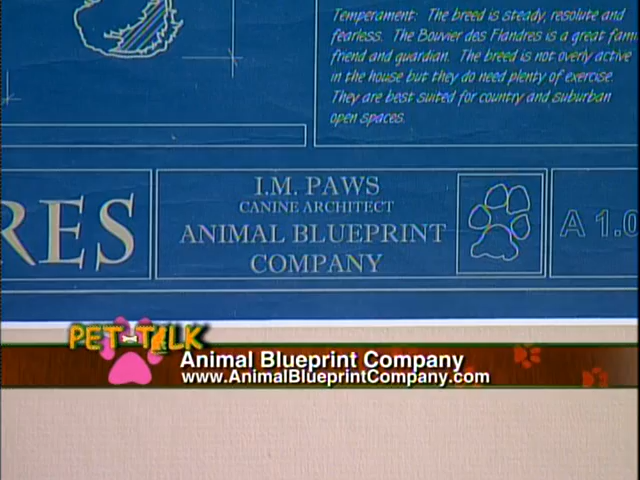 Temperament: The breed is steady, resolute and
fearless. The Bouvier des Flandres is a great fam
friend and guardian. The breed is not overly active
in the house but they do need plenty of exercise.
They are best suited for country and suburban
open spaces.
RES
I.M. PAWS
CANINE ARCHITECT
ANIMAL BLUEPRINT
COMPANY
A 1.0
PET TALK
Animal Blueprint Company
www.AnimalBlueprintCompany.com